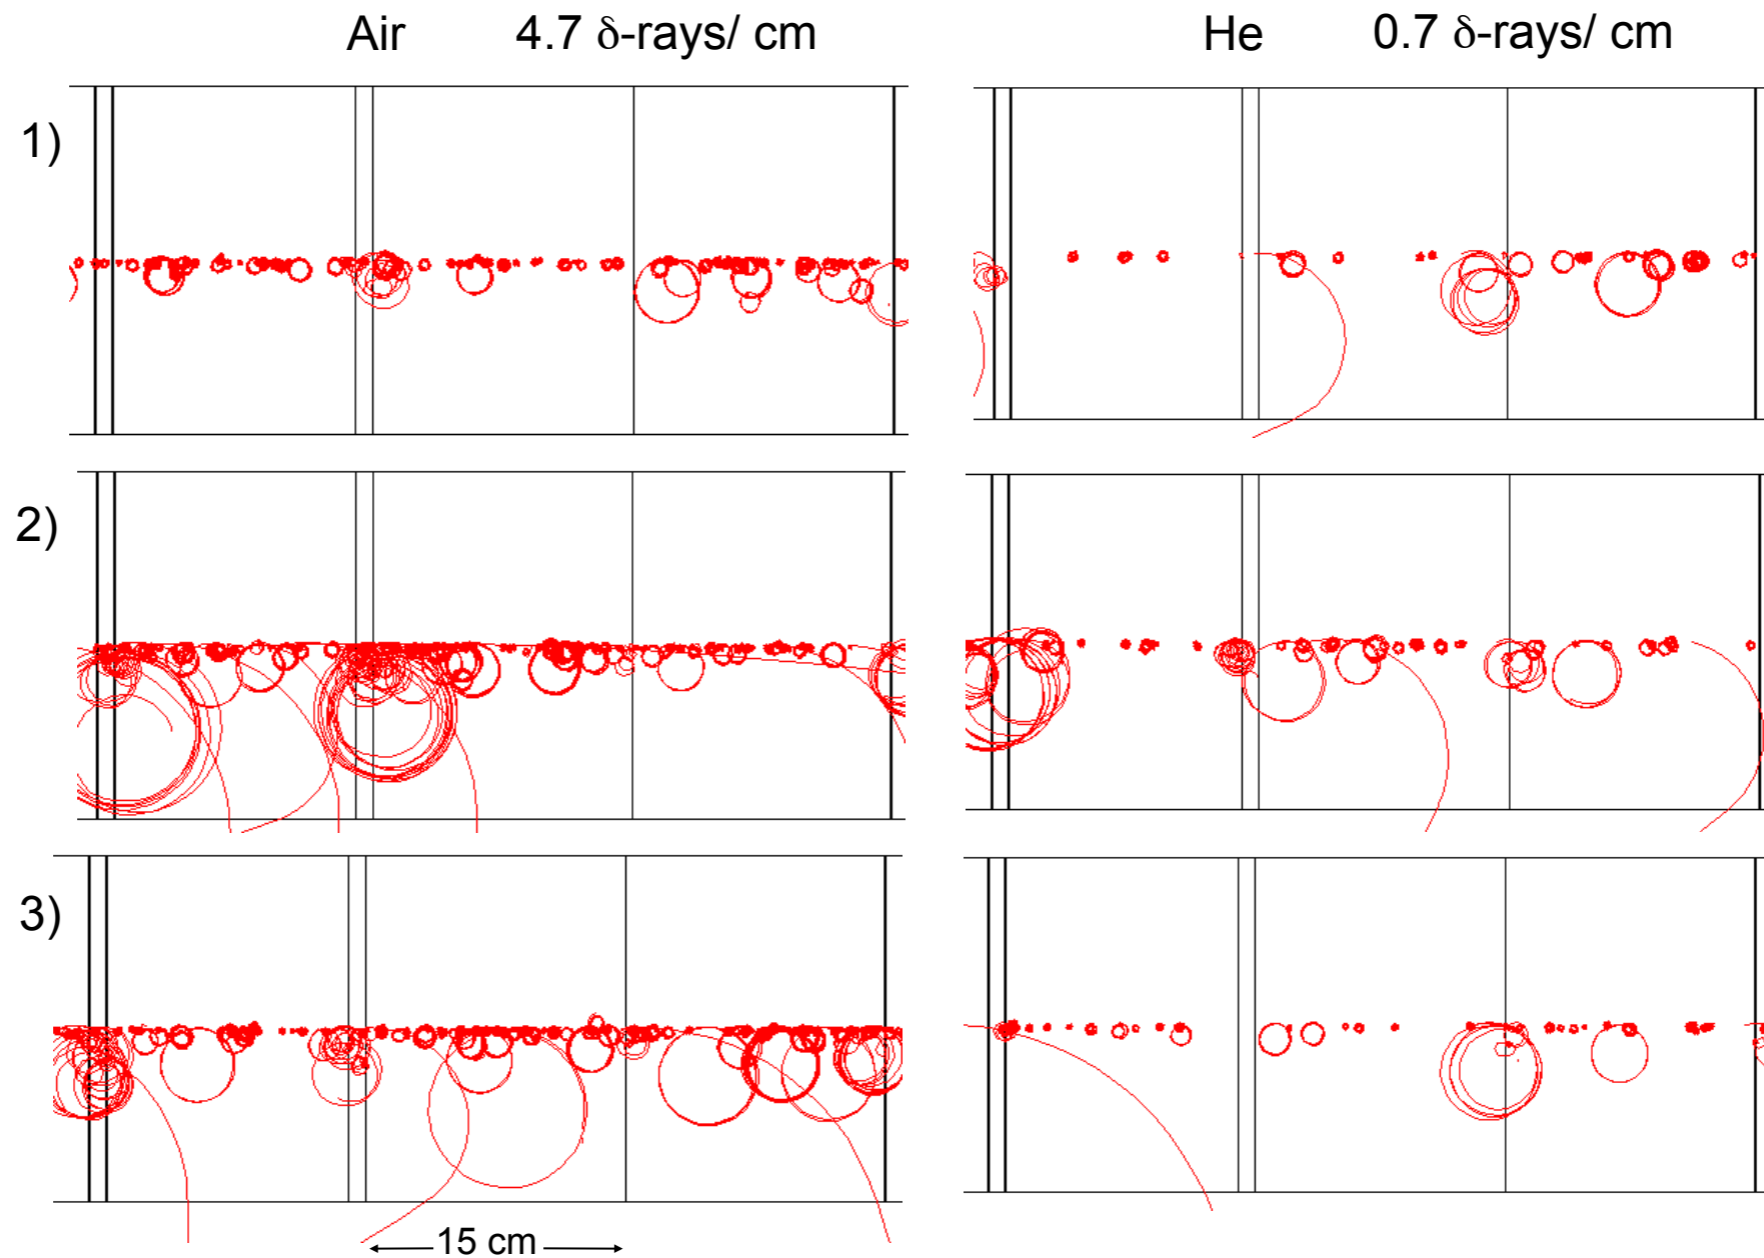 Air 4.7 δ-rays/ cm He 0.7 δ-rays/ cm
1)
2)
3)
15 cm